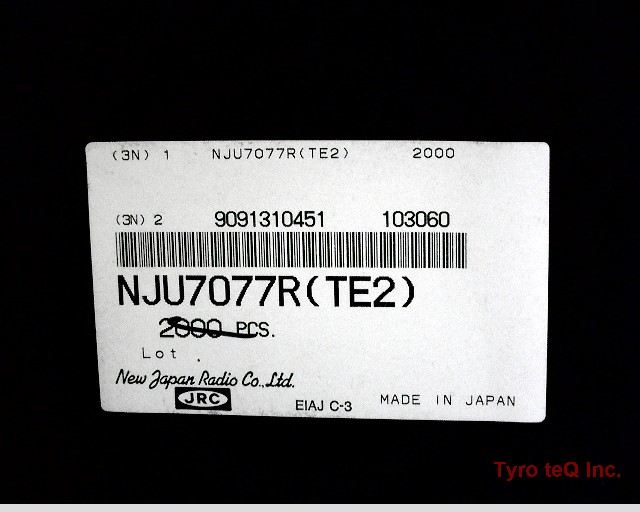 (3N) 1 NJU7077R(TE2) 2000
(3N) 2 9091310451 103060
NJU7077R(TE2)
2000 PCS.
Lot .
New Japan Radio Co.,Ltd.
JRC
EIAJ C-3 MADE IN JAPAN
Tyro teQ Inc.